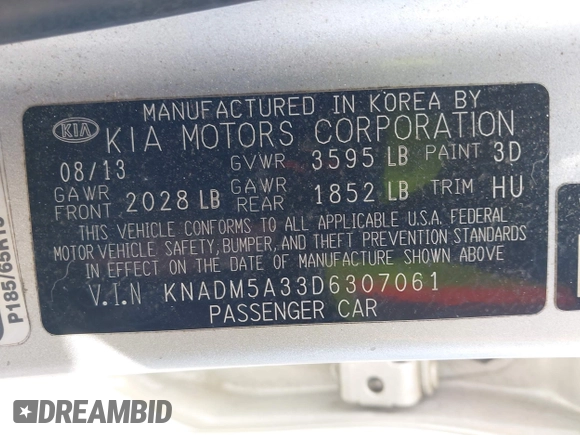 MANUFACTURED IN KOREA BY
KIA KIA MOTORS CORPORATION
08/13 GVWR 3595 LB PAINT 3D
GAWR FRONT 2028 LB GAWR REAR 1852 LB TRIM HU
THIS VEHICLE CONFORMS TO ALL APPLICABLE U.S.A. FEDERAL
MOTOR VEHICLE SAFETY, BUMPER, AND THEFT PREVENTION STANDARDS
IN EFFECT ON THE DATE OF MANUFACTURE SHOWN ABOVE
V.I.N KNADM5A33D6307061
PASSENGER CAR
P185/65R15
DREAMBID